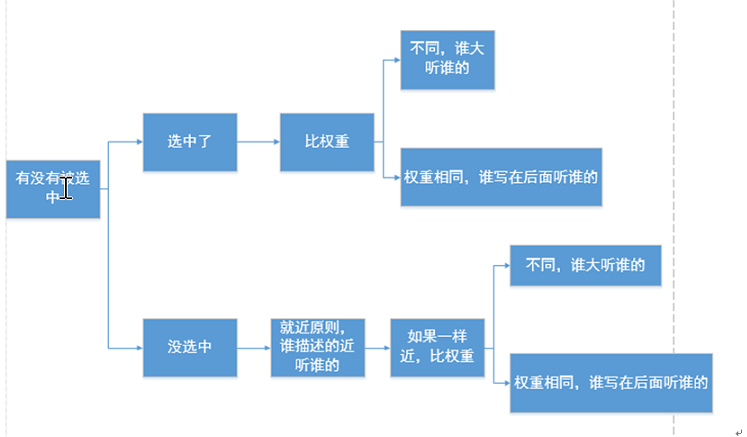 不同，谁大
听谁的
选中了
比权重
权重相同，谁写在后面听谁的
有没有被选
中
不同，谁大听谁的
没选中
就近原则，
谁描述的近
听谁的
如果一样
近，比权重
权重相同，谁写在后面听谁的